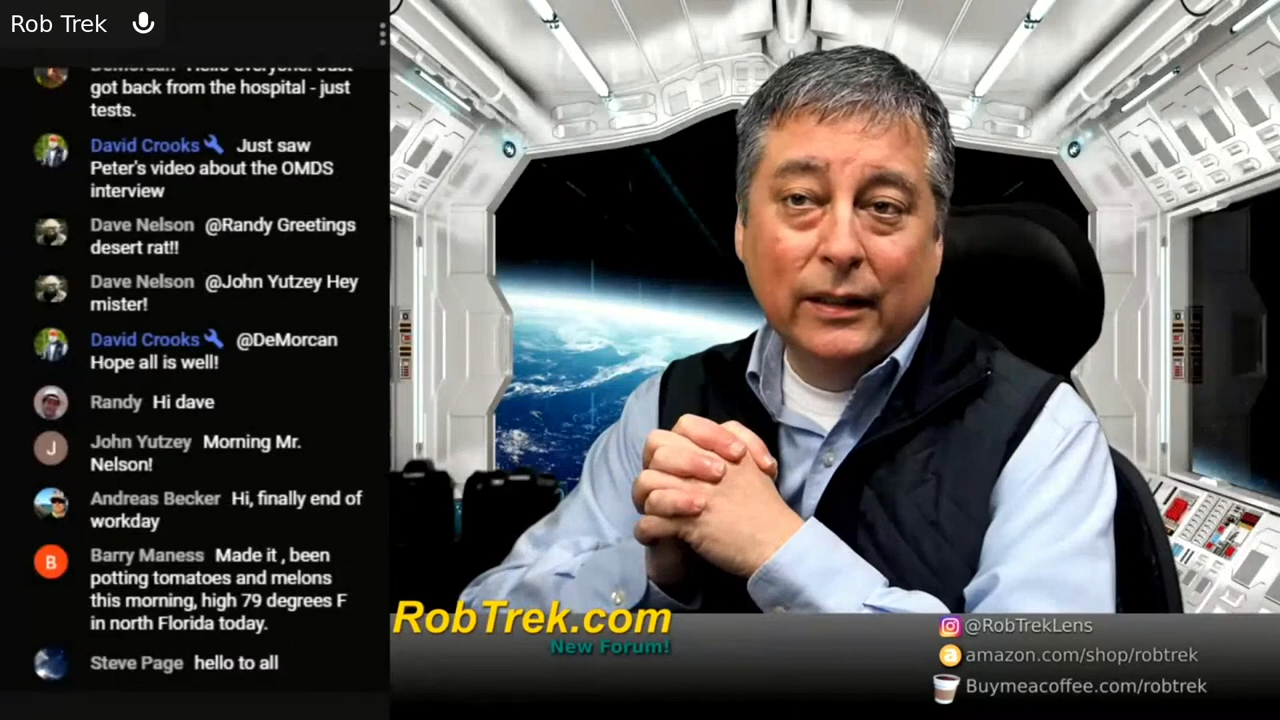 Rob Trek
got back from the hospital - just
tests.
David Crooks Just saw
Peter's video about the OMDS
interview
Dave Nelson @Randy Greetings
desert rat!!
Dave Nelson @John Yutzey Hey
mister!
David Crooks @DeMorcan
Hope all is well!
Randy Hi dave
J
John Yutzey Morning Mr.
Nelson!
Andreas Becker Hi, finally end of
workday
B
Barry Maness Made it , been
potting tomatoes and melons
this morning, high 79 degrees F
in north Florida today.
Steve Page hello to all
RobTrek.com
New Forum!
@RobTrekLens
a
amazon.com/shop/robtrek
Buymeacoffee.com/robtrek